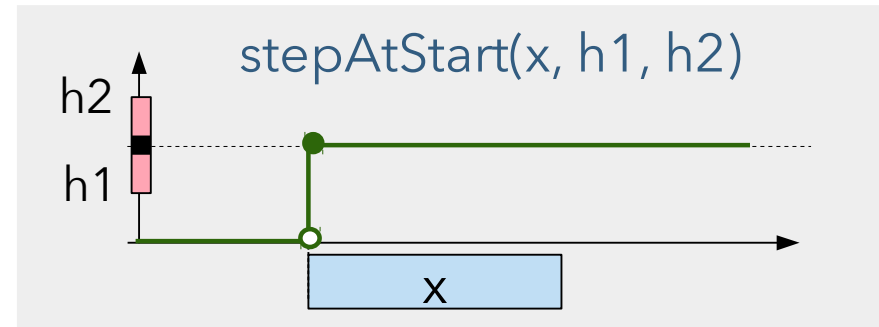 stepAtStart(x, h1, h2)
h2
h1
x